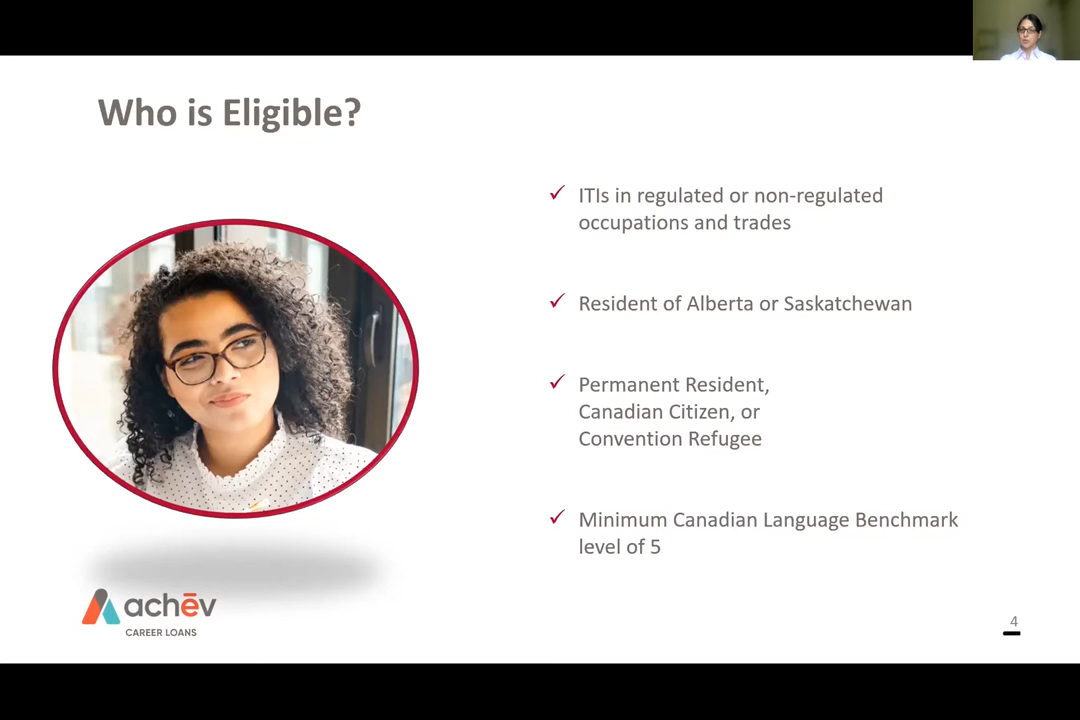 Who is Eligible?
✓ ITIs in regulated or non-regulated
occupations and trades
✓ Resident of Alberta or Saskatchewan
✓ Permanent Resident,
Canadian Citizen, or
Convention Refugee
✓ Minimum Canadian Language Benchmark
level of 5
achēv
CAREER LOANS
4